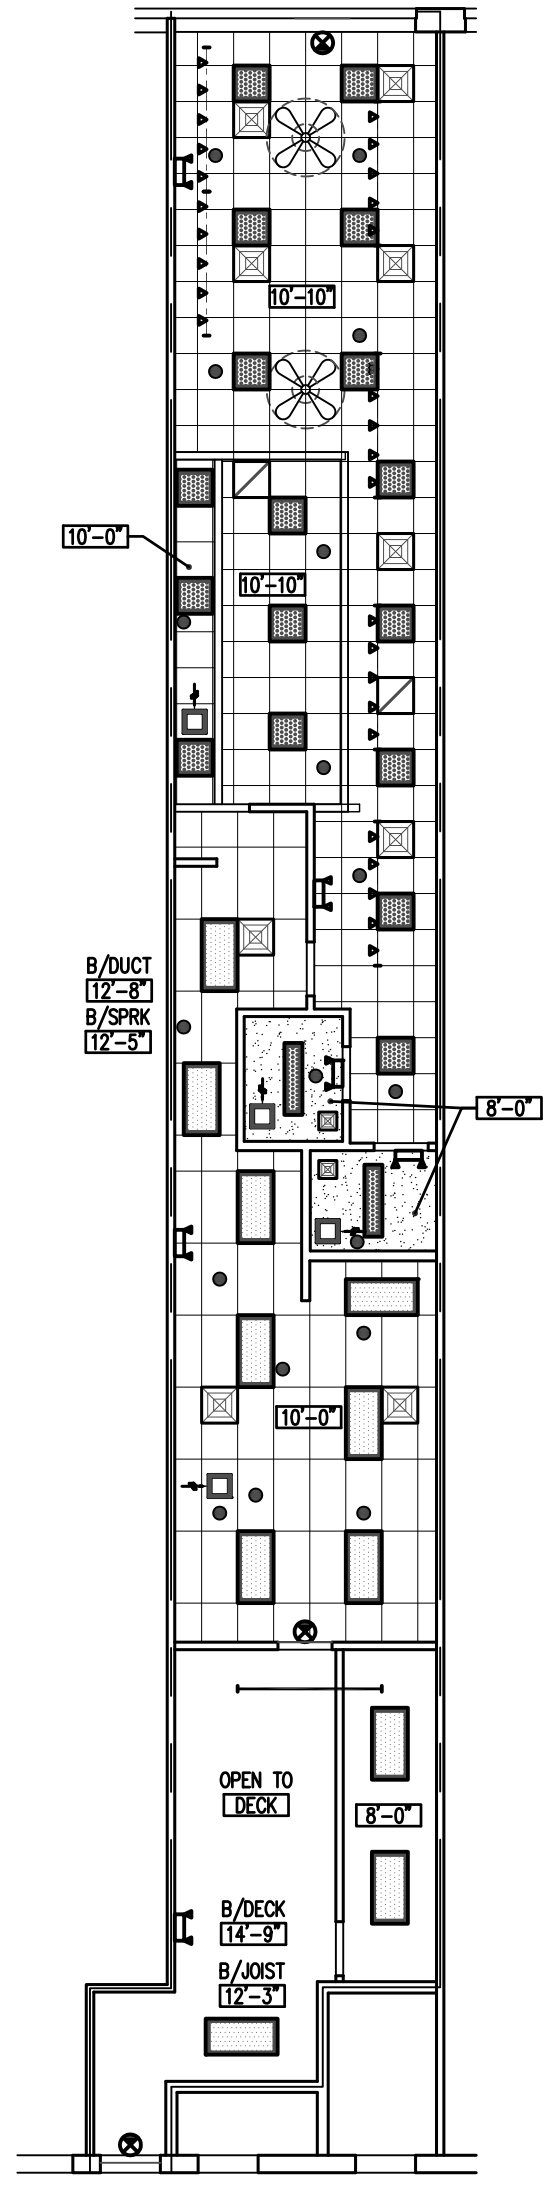 10'-10"
10'-0"
10'-10"
B/DUCT
12'-8"
B/SPRK
12'-5"
8'-0"
10'-0"
OPEN TO
DECK
8'-0"
B/DECK
14'-9"
B/JOIST
12'-3"